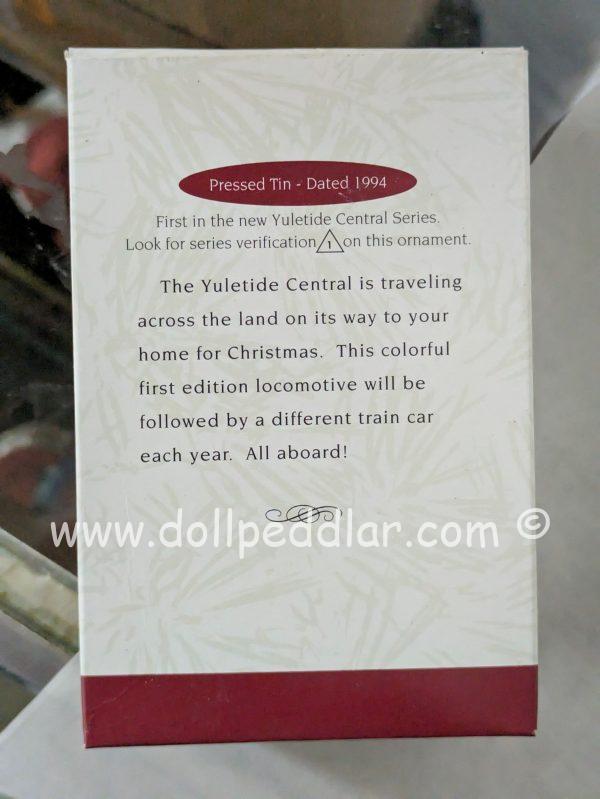 Pressed Tin - Dated 1994
First in the new Yuletide Central Series.
Look for series verification 1 on this ornament.
The Yuletide Central is traveling
across the land on its way to your
home for Christmas. This colorful
first edition locomotive will be
followed by a different train car
each year. All aboard!
www.dollpeddlar.com ©